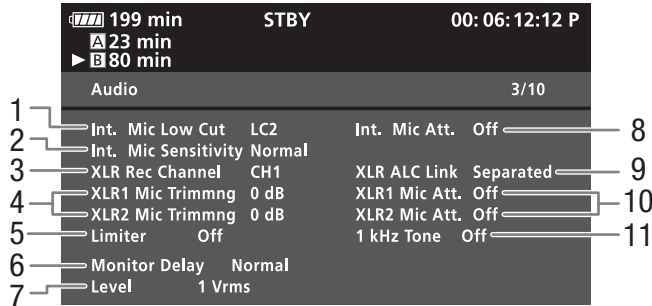 199 min STBY 00:06:12:12 P
A 23 min
B 80 min
Audio 3/10
1 Int. Mic Low Cut LC2 Int. Mic Att. Off 8
2 Int. Mic Sensitivity Normal
3 XLR Rec Channel CH1 XLR ALC Link Separated 9
4 XLR1 Mic Trimmng 0 dB XLR1 Mic Att. Off 10
XLR2 Mic Trimmng 0 dB XLR2 Mic Att. Off
5 Limiter Off 1 kHz Tone Off 11
6 Monitor Delay Normal
7 Level 1 Vrms